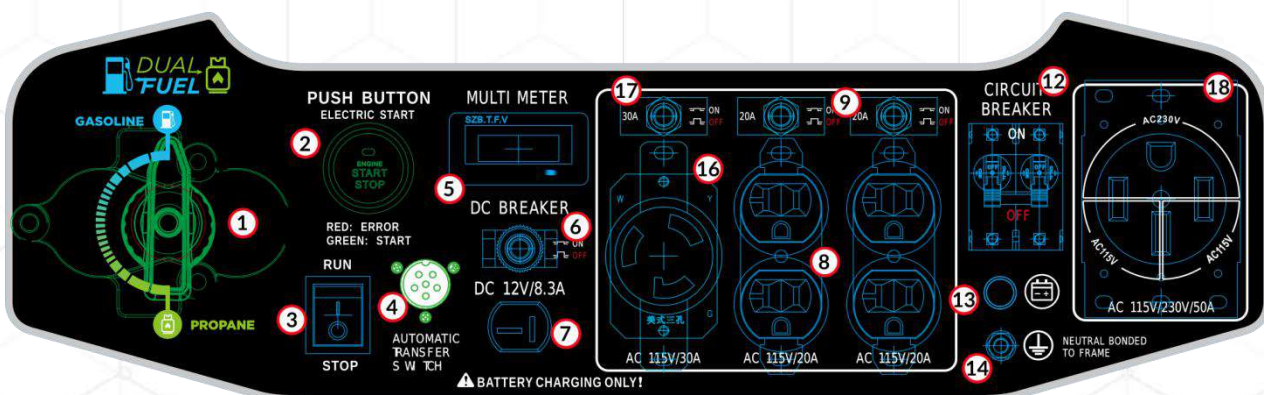 DUAL
FUEL
GASOLINE
1
PROPANE
PUSH BUTTON
ELECTRIC START
2
ENGINE
START
STOP
RED: ERROR
GREEN: START
RUN
3
STOP
4
AUTOMATIC
TRANSFER
SWITCH
MULTI METER
SZB.T.F.V
5
DC BREAKER
6
ON
OFF
DC 12V/8.3A
7
BATTERY CHARGING ONLY!
17
30A
ON
OFF
16
W
Y
G
美式三孔
AC 115V/30A
9
20A
ON
OFF
20A
ON
OFF
8
AC 115V/20A
AC 115V/20A
12
CIRCUIT
BREAKER
ON
OFF
13
14
NEUTRAL BONDED
TO FRAME
18
AC230V
AC115V
AC115V
AC 115V/230V/50A